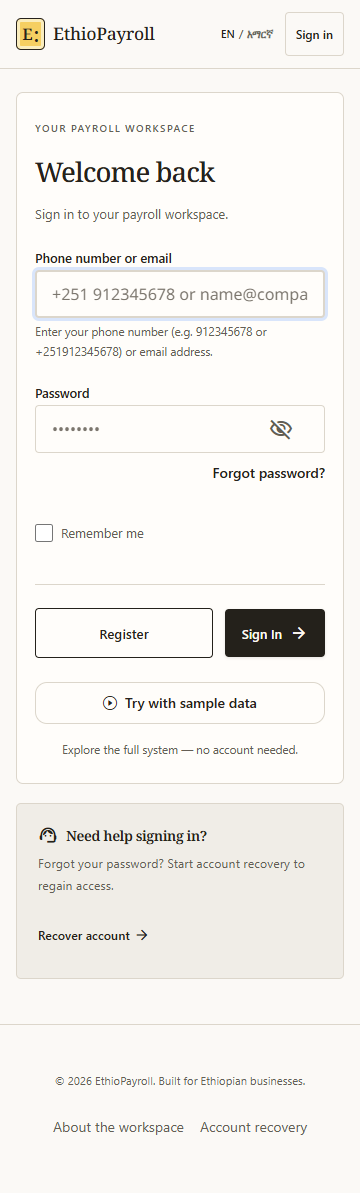 E: EthioPayroll
EN / አማርኛ
Sign in
YOUR PAYROLL WORKSPACE
Welcome back
Sign in to your payroll workspace.
Phone number or email
+251 912345678 or name@compa
Enter your phone number (e.g. 912345678 or
+251912345678) or email address.
Password
••••••••
Forgot password?
Remember me
Register
Sign In →
Try with sample data
Explore the full system — no account needed.
Need help signing in?
Forgot your password? Start account recovery to
regain access.
Recover account →
© 2026 EthioPayroll. Built for Ethiopian businesses.
About the workspace Account recovery